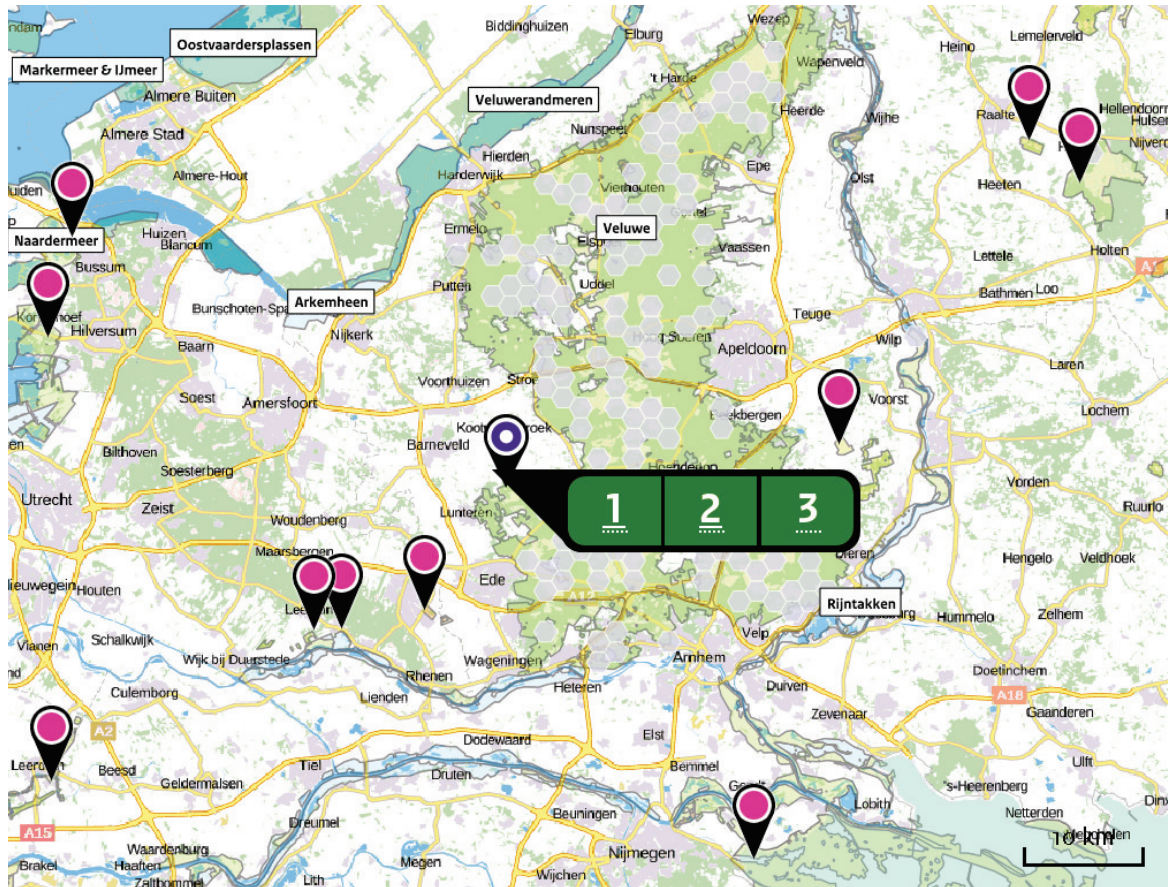 Wezep
Biddinghuizen
Elburg
Heino
Lemelerveld
Oostvaardersplassen
Wapenveld
Markermeer & IJmeer
't Harde
Almere Buiten
Veluwerandmeren
Heerde
Raalte
Hellendoorn
Wijhe
Nunspeet
Almere Stad
Hierden
Epe
Almere-Hout
Harderwijk
Vierhouten
Olst
Heeten
Huizen
Blaricum
Ermelo
Veluwe
Naardermeer
Vaassen
Holten
Bussum
Lettele
Putten
Uddel
Bathmen
Loo
Arkemheen
Teuge
Hilversum
Nijkerk
Wilp
Baarn
Apeldoorn
Laren
Voorthuizen
Stroe
Soest
Amersfoort
Voorst
Lochem
Barneveld
Bilthoven
Soesterberg
Utrecht
Zeist
Vorden
Lunteren
1
2
3
Ruurlo
Woudenberg
Maarsbergen
Dieren
Hengelo
Veldhoek
Ede
A12
Houten
Rijntakken
Hummelo
Zelhem
Schalkwijk
Velp
Vianen
Wijk bij Duurstede
Wageningen
Arnhem
Rhenen
Doetinchem
Culemborg
Lienden
Heteren
Duiven
A18
Zevenaar
Gaanderen
A2
Elst
Dodewaard
Beesd
Tiel
Bemmel
Ulft
Geldermalsen
Druten
's-Heerenberg
Lobith
Netterden
Beuningen
Dreumel
A15
Waardenburg
Nijmegen
10 km
Brakel
Haaften
Megen
Zaltbommel
Lith
Wijchen